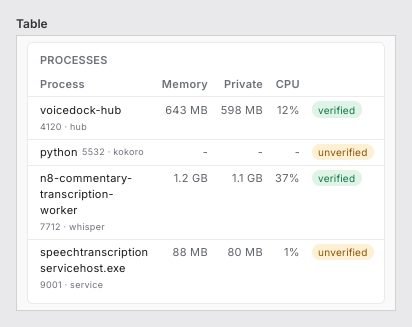 Table
PROCESSES
Process Memory Private CPU
voicedock-hub 643 MB 598 MB 12% verified
4120 · hub
python 5532 · kokoro - - - unverified
n8-commentary- 1.2 GB 1.1 GB 37% verified
transcription-
worker
7712 · whisper
speechtranscription 88 MB 80 MB 1% unverified
servicehost.exe
9001 · service